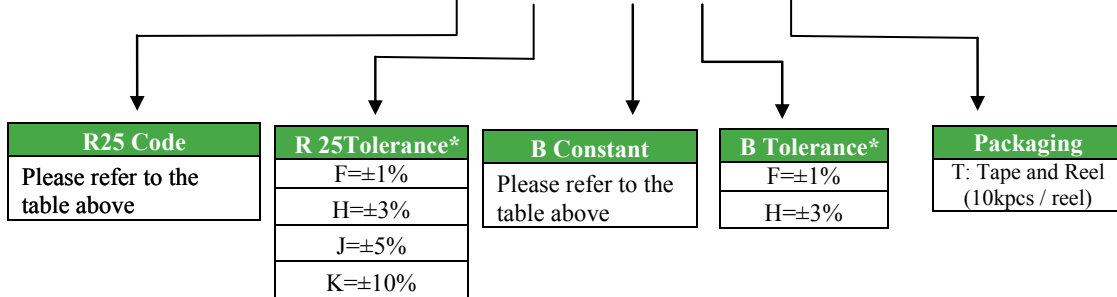 R25 Code
Please refer to the
table above
R 25Tolerance*
F=±1%
H=±3%
J=±5%
K=±10%
B Constant
Please refer to the
table above
B Tolerance*
F=±1%
H=±3%
Packaging
T: Tape and Reel
(10kpcs / reel)